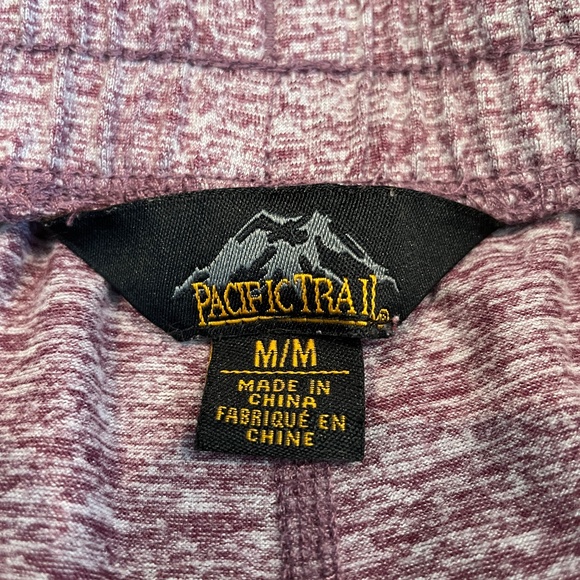 PACIFIC TRAIL®
M/M
MADE IN
CHINA
FABRIQUÉ EN
CHINE